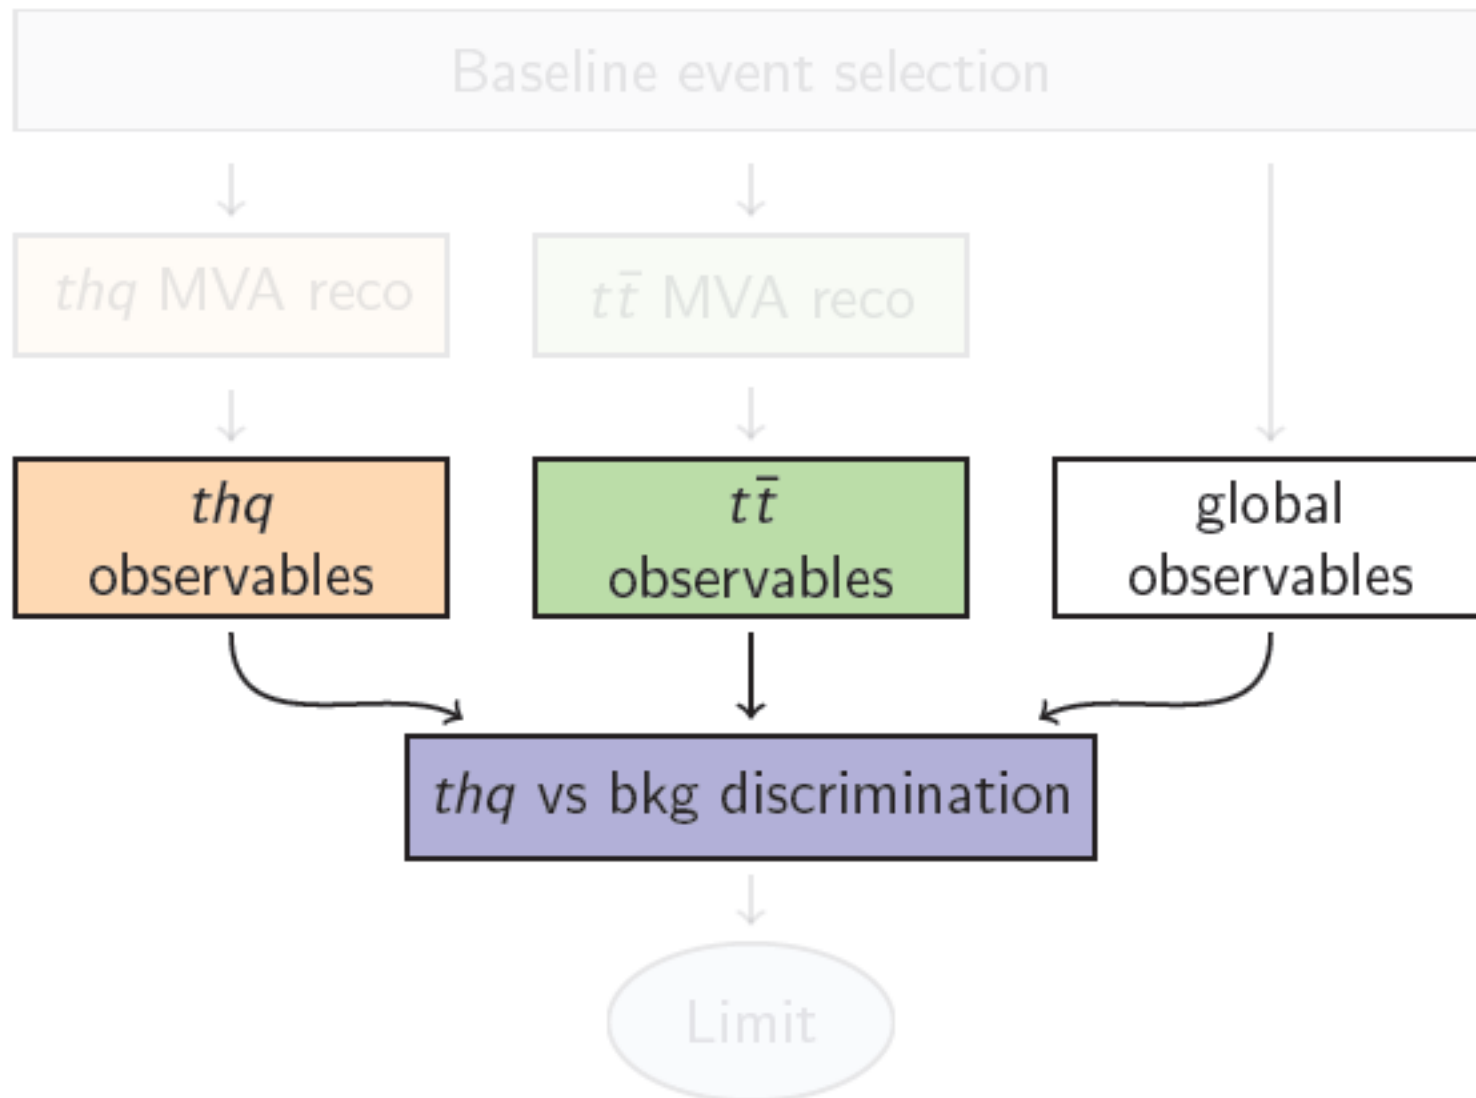 Baseline event selection
thq MVA reco
tt̄ MVA reco
thq
observables
tt̄
observables
global
observables
thq vs bkg discrimination
Limit